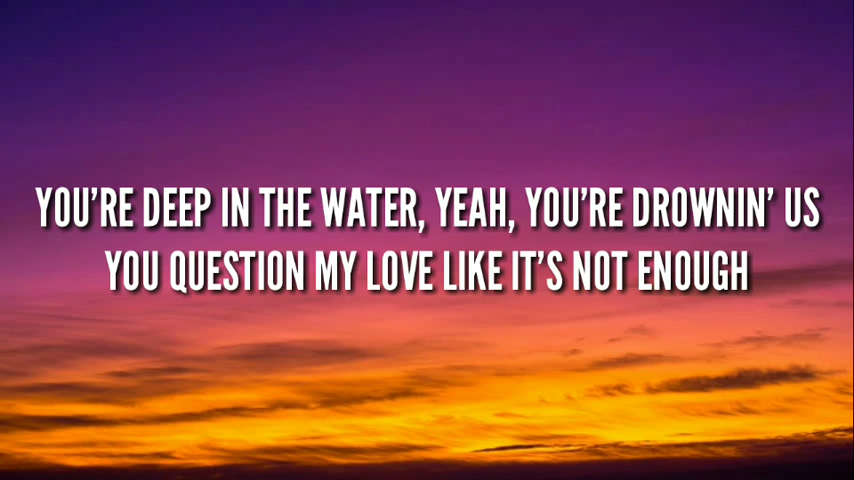 YOU’RE DEEP IN THE WATER, YEAH, YOU’RE DROWNIN’ US
YOU QUESTION MY LOVE LIKE IT’S NOT ENOUGH